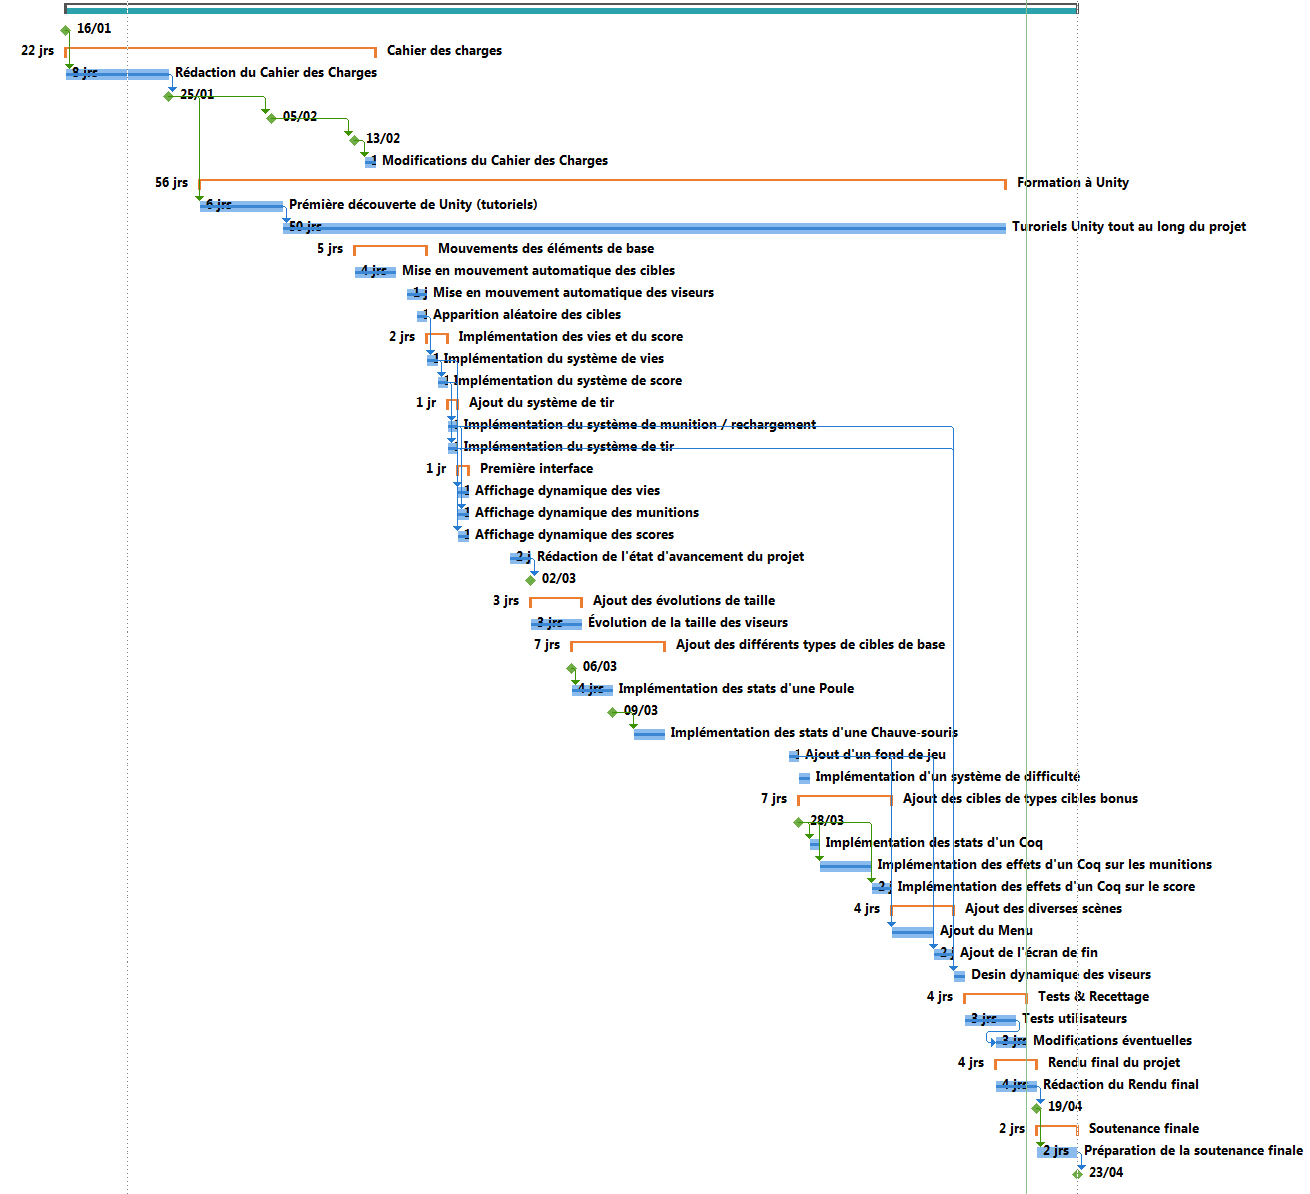 16/01
22 jrs Cahier des charges
8 jrs Rédaction du Cahier des Charges
25/01
05/02
13/02
1 Modifications du Cahier des Charges
56 jrs Formation à Unity
6 jrs Prémière découverte de Unity (tutoriels)
50 jrs Turoriels Unity tout au long du projet
5 jrs Mouvements des éléments de base
4 jrs Mise en mouvement automatique des cibles
1 j Mise en mouvement automatique des viseurs
1 Apparition aléatoire des cibles
2 jrs Implémentation des vies et du score
1 Implémentation du système de vies
1 Implémentation du système de score
1 jr Ajout du système de tir
1 Implémentation du système de munition / rechargement
1 Implémentation du système de tir
1 jr Première interface
1 Affichage dynamique des vies
1 Affichage dynamique des munitions
1 Affichage dynamique des scores
2 j Rédaction de l'état d'avancement du projet
02/03
3 jrs Ajout des évolutions de taille
3 jrs Évolution de la taille des viseurs
7 jrs Ajout des différents types de cibles de base
06/03
4 jrs Implémentation des stats d'une Poule
09/03
Implémentation des stats d'une Chauve-souris
1 Ajout d'un fond de jeu
Implémentation d'un système de difficulté
7 jrs Ajout des cibles de types cibles bonus
28/03
Implémentation des stats d'un Coq
Implémentation des effets d'un Coq sur les munitions
2 j Implémentation des effets d'un Coq sur le score
4 jrs Ajout des diverses scènes
Ajout du Menu
2 j Ajout de l'écran de fin
Desin dynamique des viseurs
4 jrs Tests & Recettage
3 jrs Tests utilisateurs
3 jrs Modifications éventuelles
4 jrs Rendu final du projet
4 jrs Rédaction du Rendu final
19/04
2 jrs Soutenance finale
2 jrs Préparation de la soutenance finale
23/04